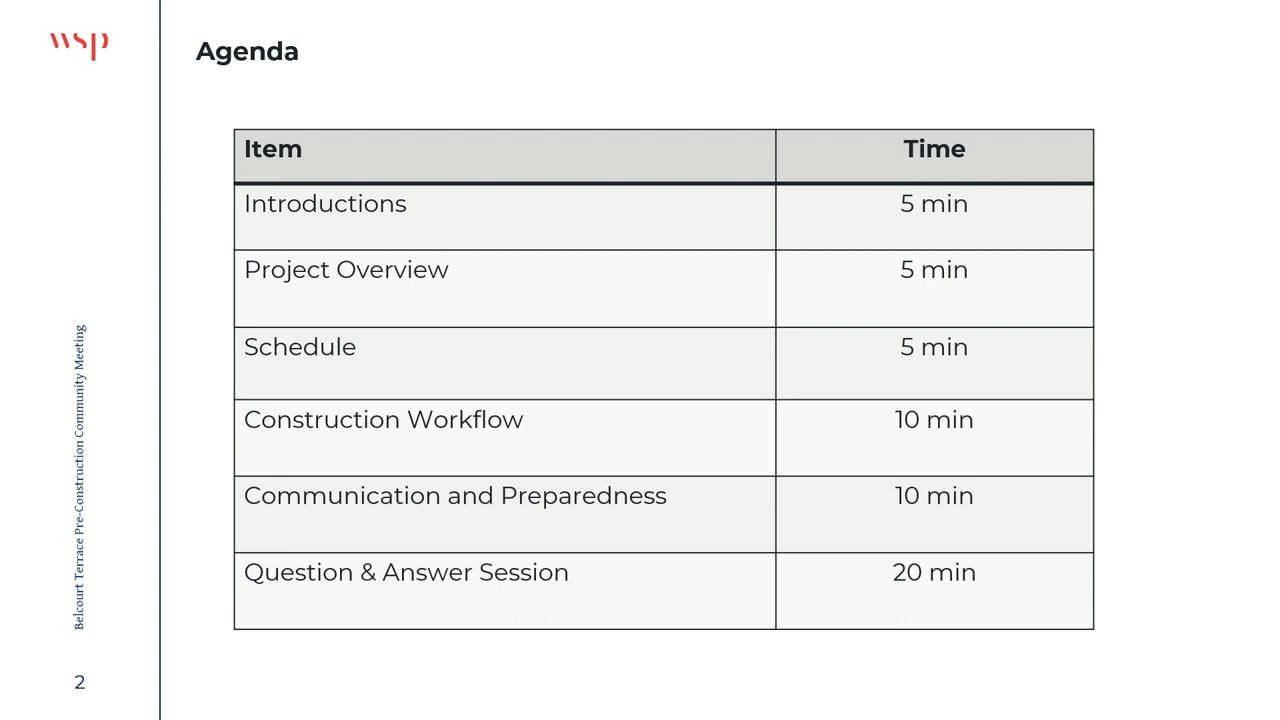 wsp
Agenda
Item Time
Introductions 5 min
Project Overview 5 min
Schedule 5 min
Construction Workflow 10 min
Communication and Preparedness 10 min
Question & Answer Session 20 min
Belcourt Terrace Pre-Construction Community Meeting
2